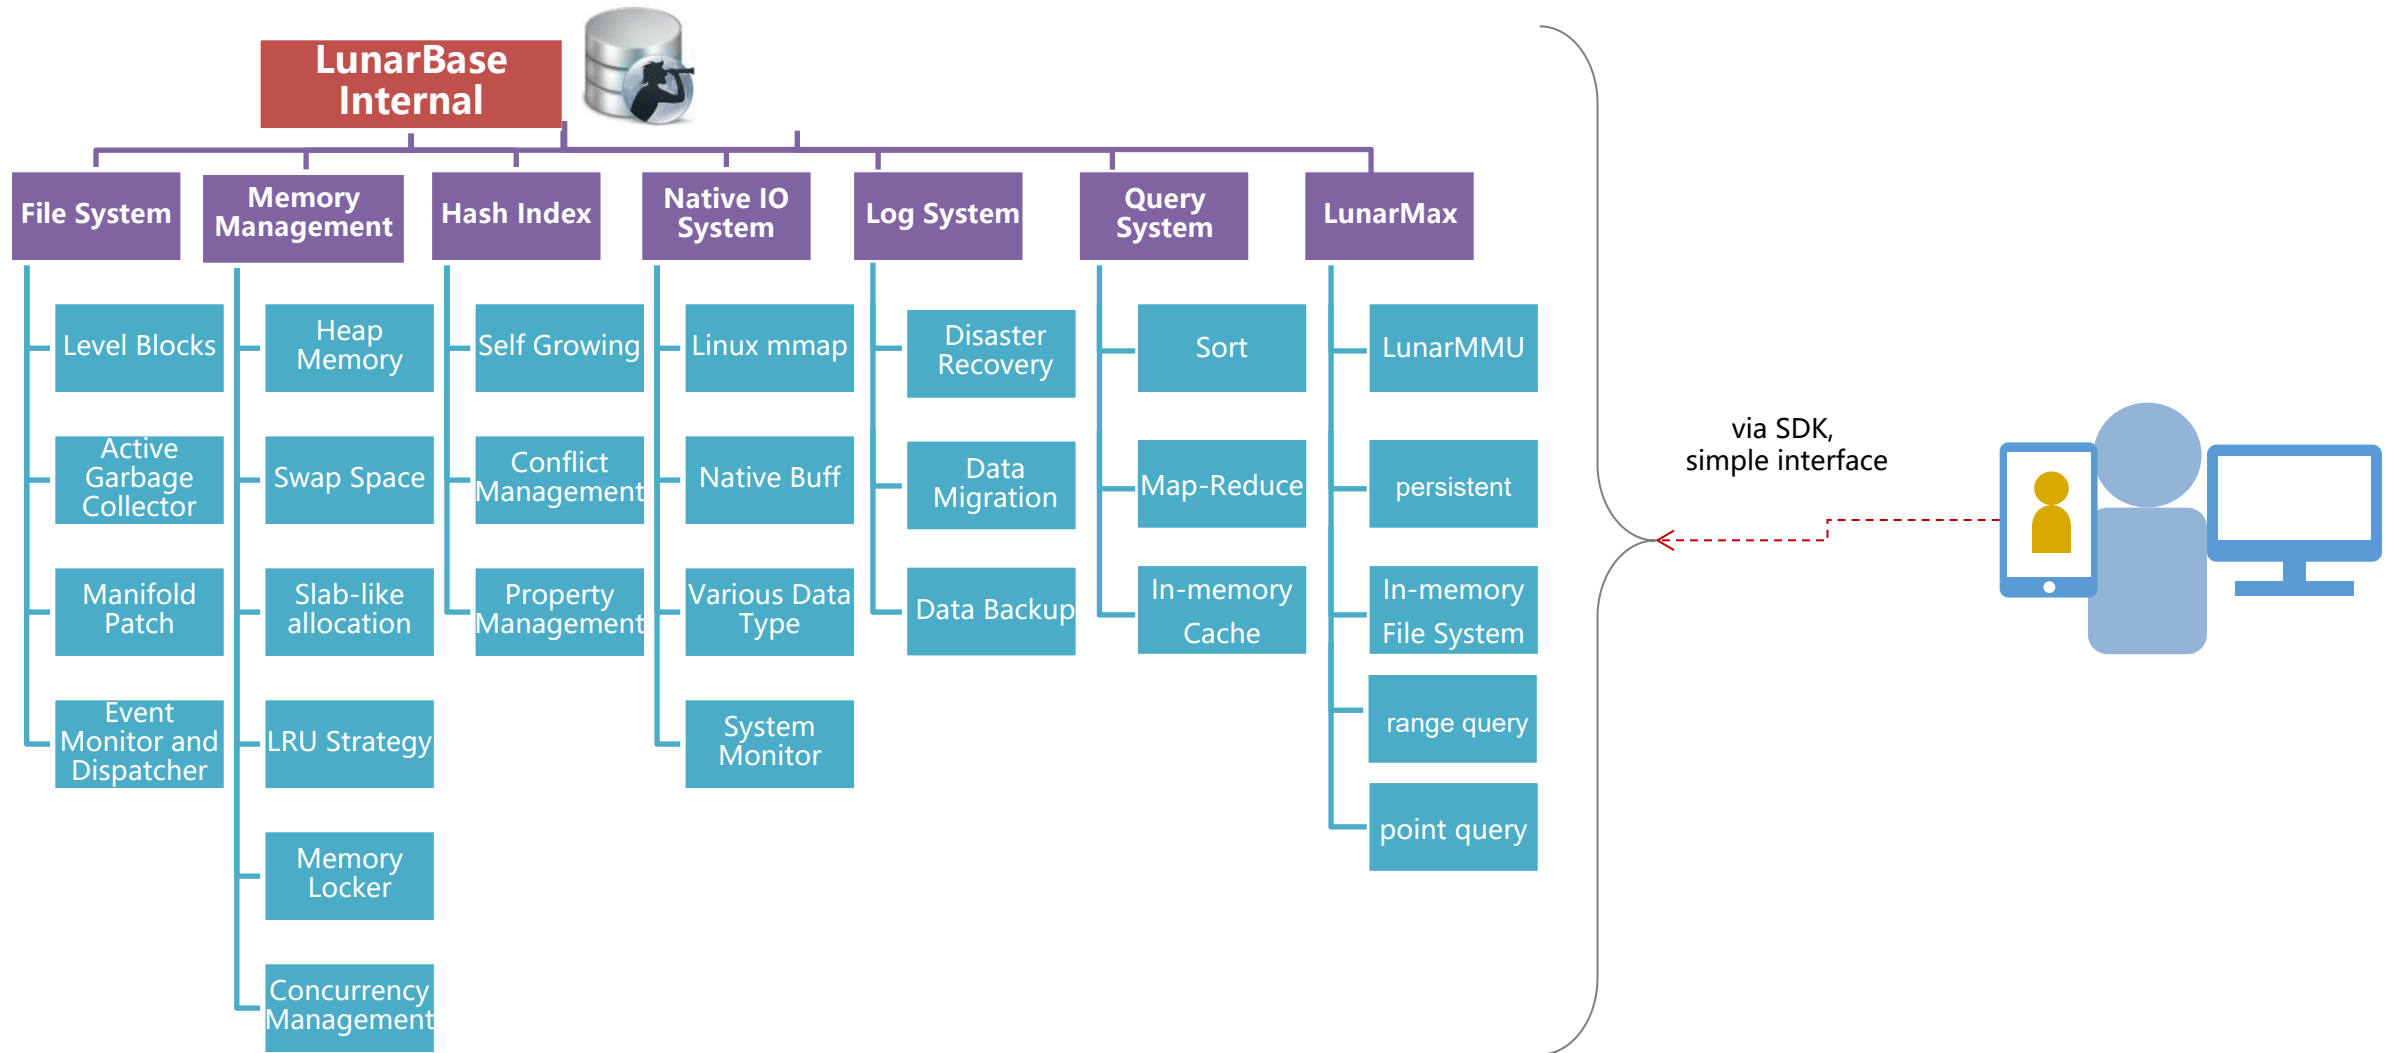 LunarBase
Internal
File System
Memory
Management
Hash Index
Native IO
System
Log System
Query
System
LunarMax
Level Blocks
Active
Garbage
Collector
Manifold
Patch
Event
Monitor and
Dispatcher
Heap
Memory
Swap Space
Slab-like
allocation
LRU Strategy
Memory
Locker
Concurrency
Management
Self Growing
Conflict
Management
Property
Management
Linux mmap
Native Buff
Various Data
Type
System
Monitor
Disaster
Recovery
Data
Migration
Data Backup
Sort
Map-Reduce
In-memory
Cache
LunarMMU
persistent
In-memory
File System
range query
point query
via SDK,
simple interface